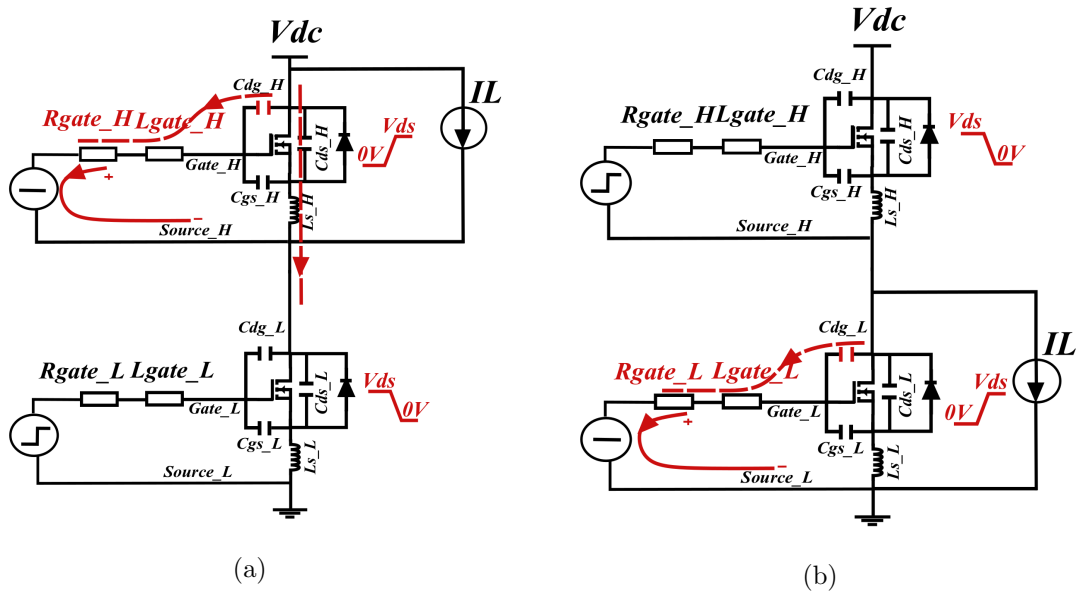 Vdc
Cdg_H
IL
Rgate_H Lgate_H
Vds
0V
Cds_H
Gate_H
+
Cgs_H
Ls_H
−
Source_H
Cdg_L
Rgate_L Lgate_L
Vds
0V
Cds_L
Gate_L
Cgs_L
Ls_L
Source_L
(a)
Vdc
Cdg_H
Rgate_H Lgate_H
Vds
0V
Cds_H
Gate_H
Cgs_H
Ls_H
Source_H
Cdg_L
IL
Rgate_L Lgate_L
Vds
0V
Cds_L
Gate_L
+
Cgs_L
Ls_L
−
Source_L
(b)